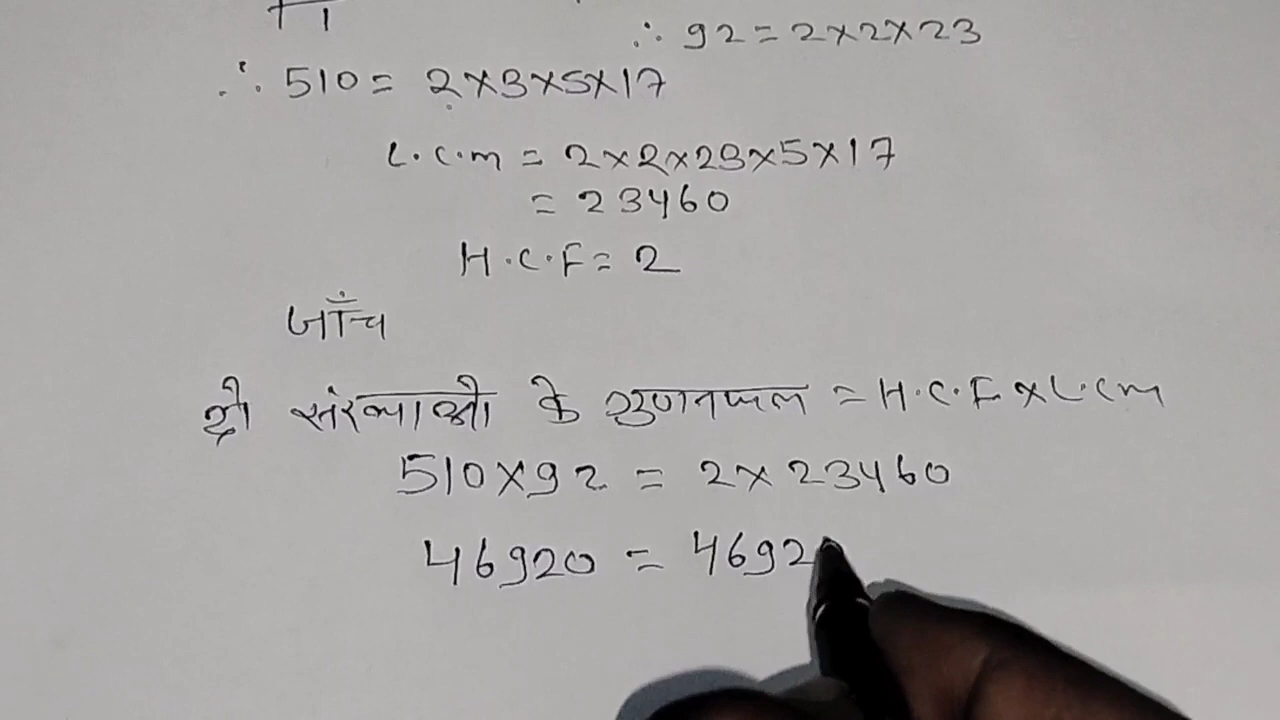 ∴ 92 = 2×2×23
∴ 510 = 2×3×5×17
L.C.M = 2×2×23×5×17
= 23460
H.C.F = 2
जाँच
दो संख्याओ के गुणनफल = H.C.F × L.C.M
510×92 = 2×23460
46920 = 4692